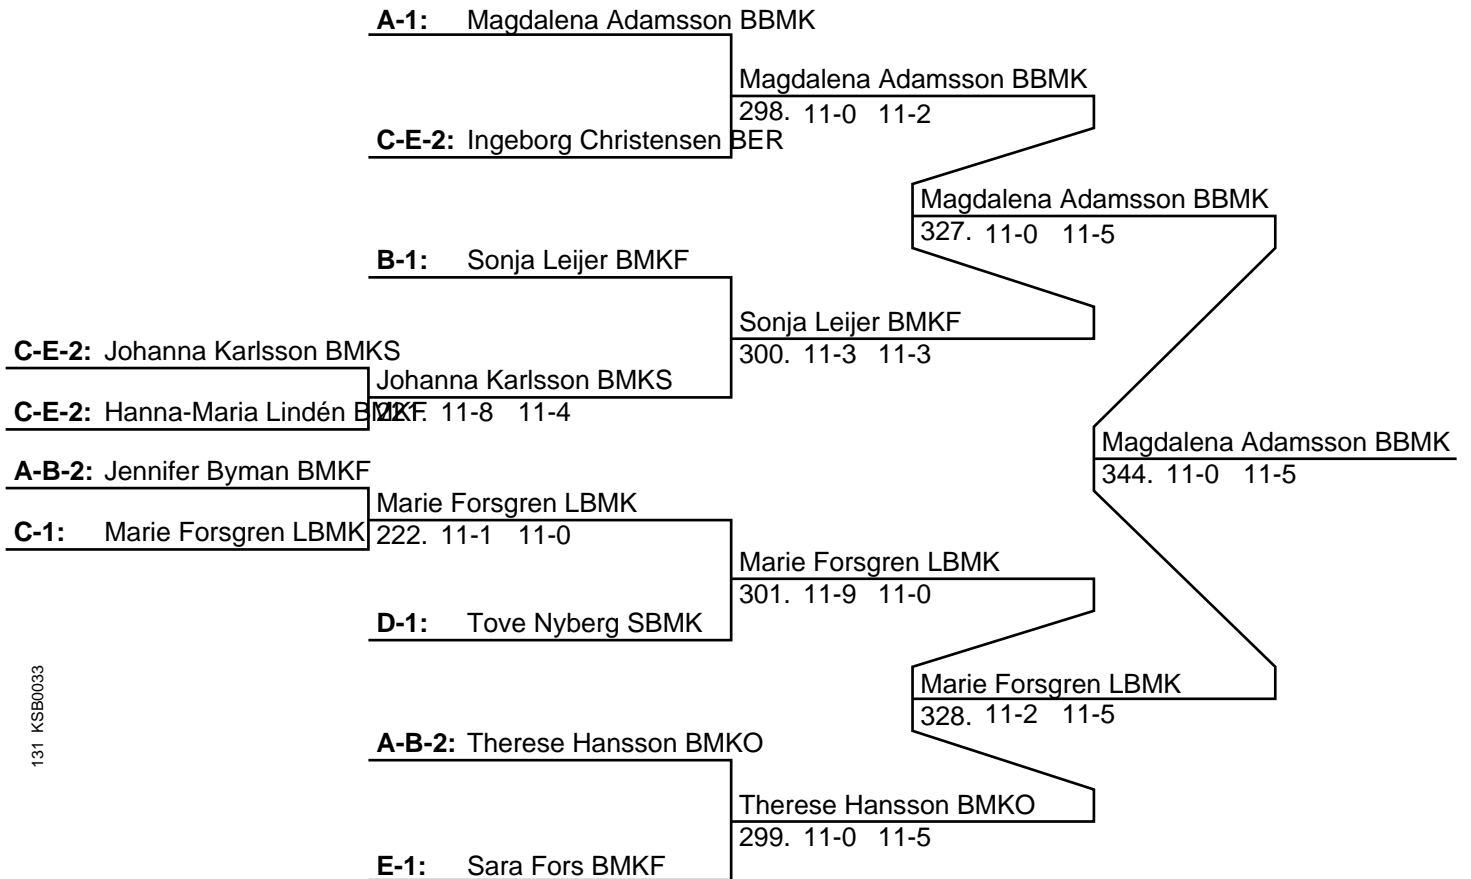 A-1: Magdalena Adamsson BBMK
Magdalena Adamsson BBMK
298. 11-0 11-2
C-E-2: Ingeborg Christensen BER
Magdalena Adamsson BBMK
327. 11-0 11-5
B-1: Sonja Leijer BMKF
Sonja Leijer BMKF
300. 11-3 11-3
C-E-2: Johanna Karlsson BMKS
Johanna Karlsson BMKS
C-E-2: Hanna-Maria Lindén BMKF
221. 11-8 11-4
Magdalena Adamsson BBMK
344. 11-0 11-5
A-B-2: Jennifer Byman BMKF
Marie Forsgren LBMK
C-1: Marie Forsgren LBMK
222. 11-1 11-0
Marie Forsgren LBMK
301. 11-9 11-0
D-1: Tove Nyberg SBMK
Marie Forsgren LBMK
328. 11-2 11-5
A-B-2: Therese Hansson BMKO
Therese Hansson BMKO
299. 11-0 11-5
E-1: Sara Fors BMKF
131 KSB0033